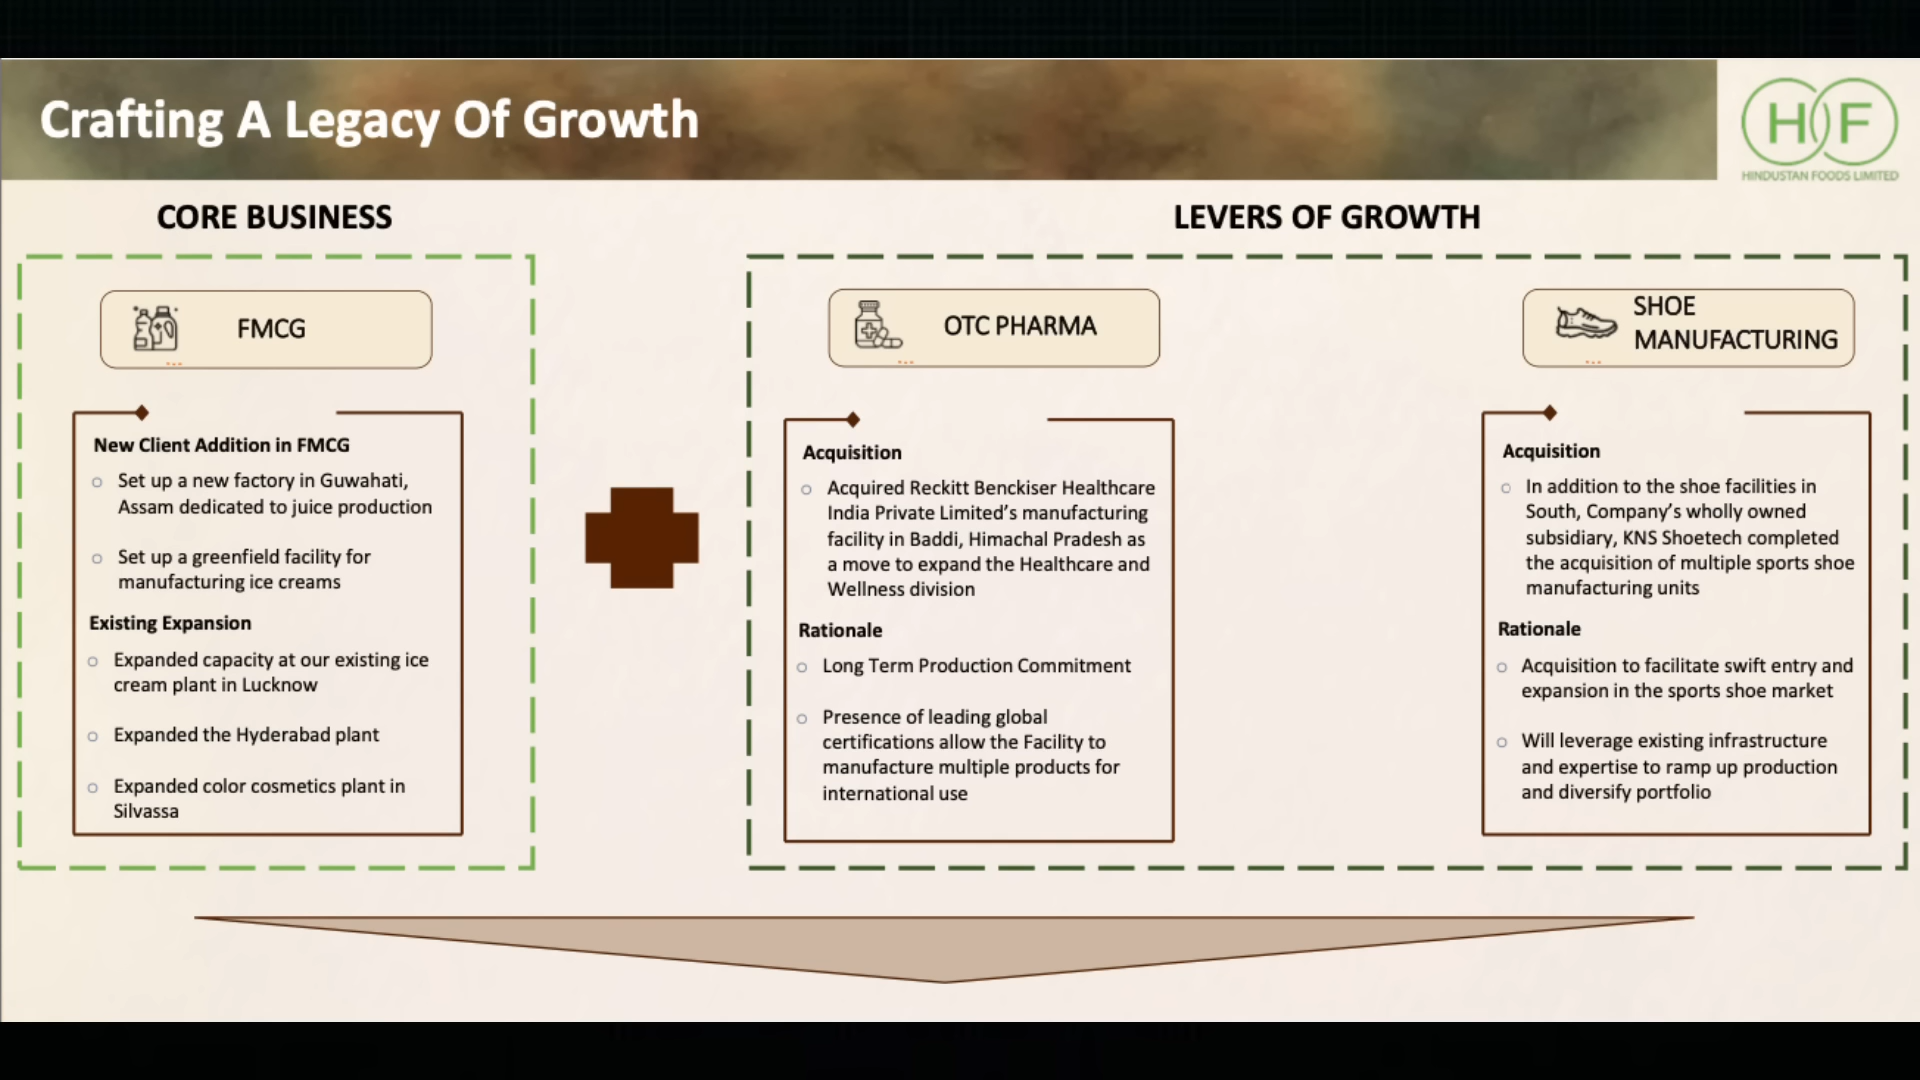 Crafting A Legacy Of Growth
HOF
HINDUSTAN FOODS LIMITED
CORE BUSINESS
FMCG
New Client Addition in FMCG
Set up a new factory in Guwahati,
Assam dedicated to juice production
Set up a greenfield facility for
manufacturing ice creams
Existing Expansion
Expanded capacity at our existing ice
cream plant in Lucknow
Expanded the Hyderabad plant
Expanded color cosmetics plant in
Silvassa
LEVERS OF GROWTH
OTC PHARMA
Acquisition
Acquired Reckitt Benckiser Healthcare
India Private Limited’s manufacturing
facility in Baddi, Himachal Pradesh as
a move to expand the Healthcare and
Wellness division
Rationale
Long Term Production Commitment
Presence of leading global
certifications allow the Facility to
manufacture multiple products for
international use
SHOE
MANUFACTURING
Acquisition
In addition to the shoe facilities in
South, Company’s wholly owned
subsidiary, KNS Shoetech completed
the acquisition of multiple sports shoe
manufacturing units
Rationale
Acquisition to facilitate swift entry and
expansion in the sports shoe market
Will leverage existing infrastructure
and expertise to ramp up production
and diversify portfolio